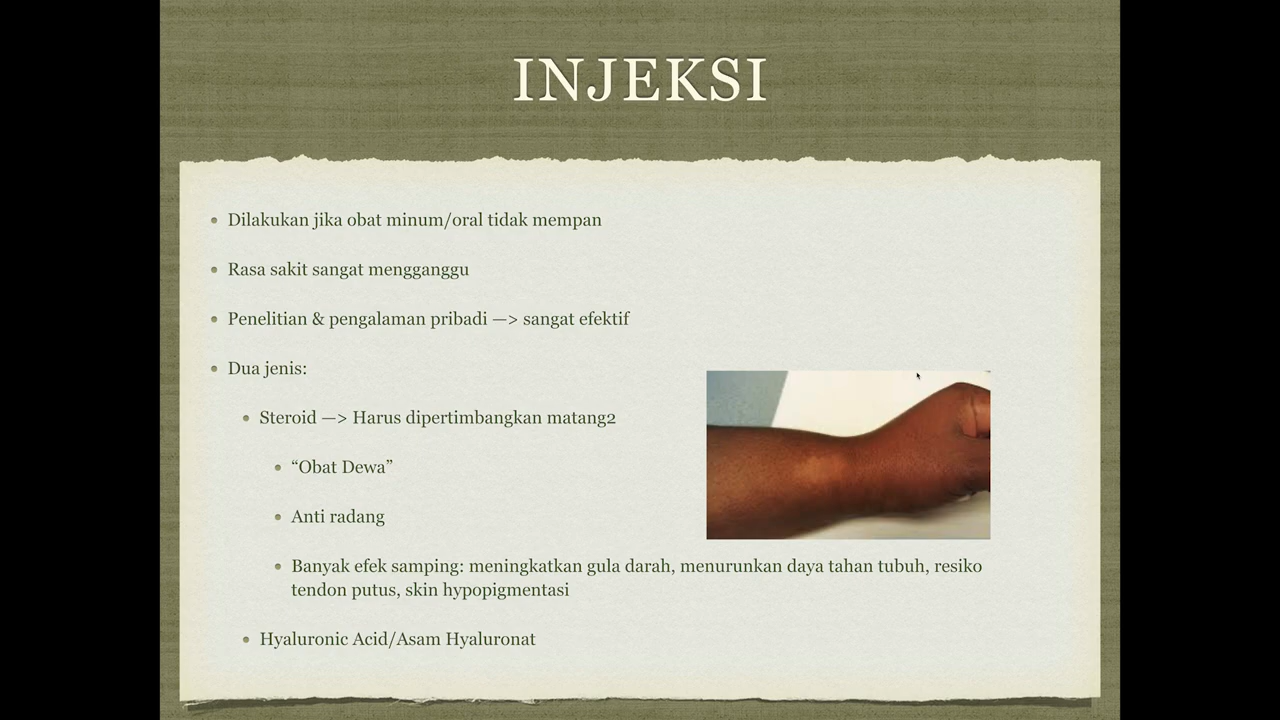 INJEKSI
Dilakukan jika obat minum/oral tidak mempan
Rasa sakit sangat mengganggu
Penelitian & pengalaman pribadi —> sangat efektif
Dua jenis:
Steroid —> Harus dipertimbangkan matang2
“Obat Dewa”
Anti radang
Banyak efek samping: meningkatkan gula darah, menurunkan daya tahan tubuh, resiko
tendon putus, skin hypopigmentasi
Hyaluronic Acid/Asam Hyaluronat